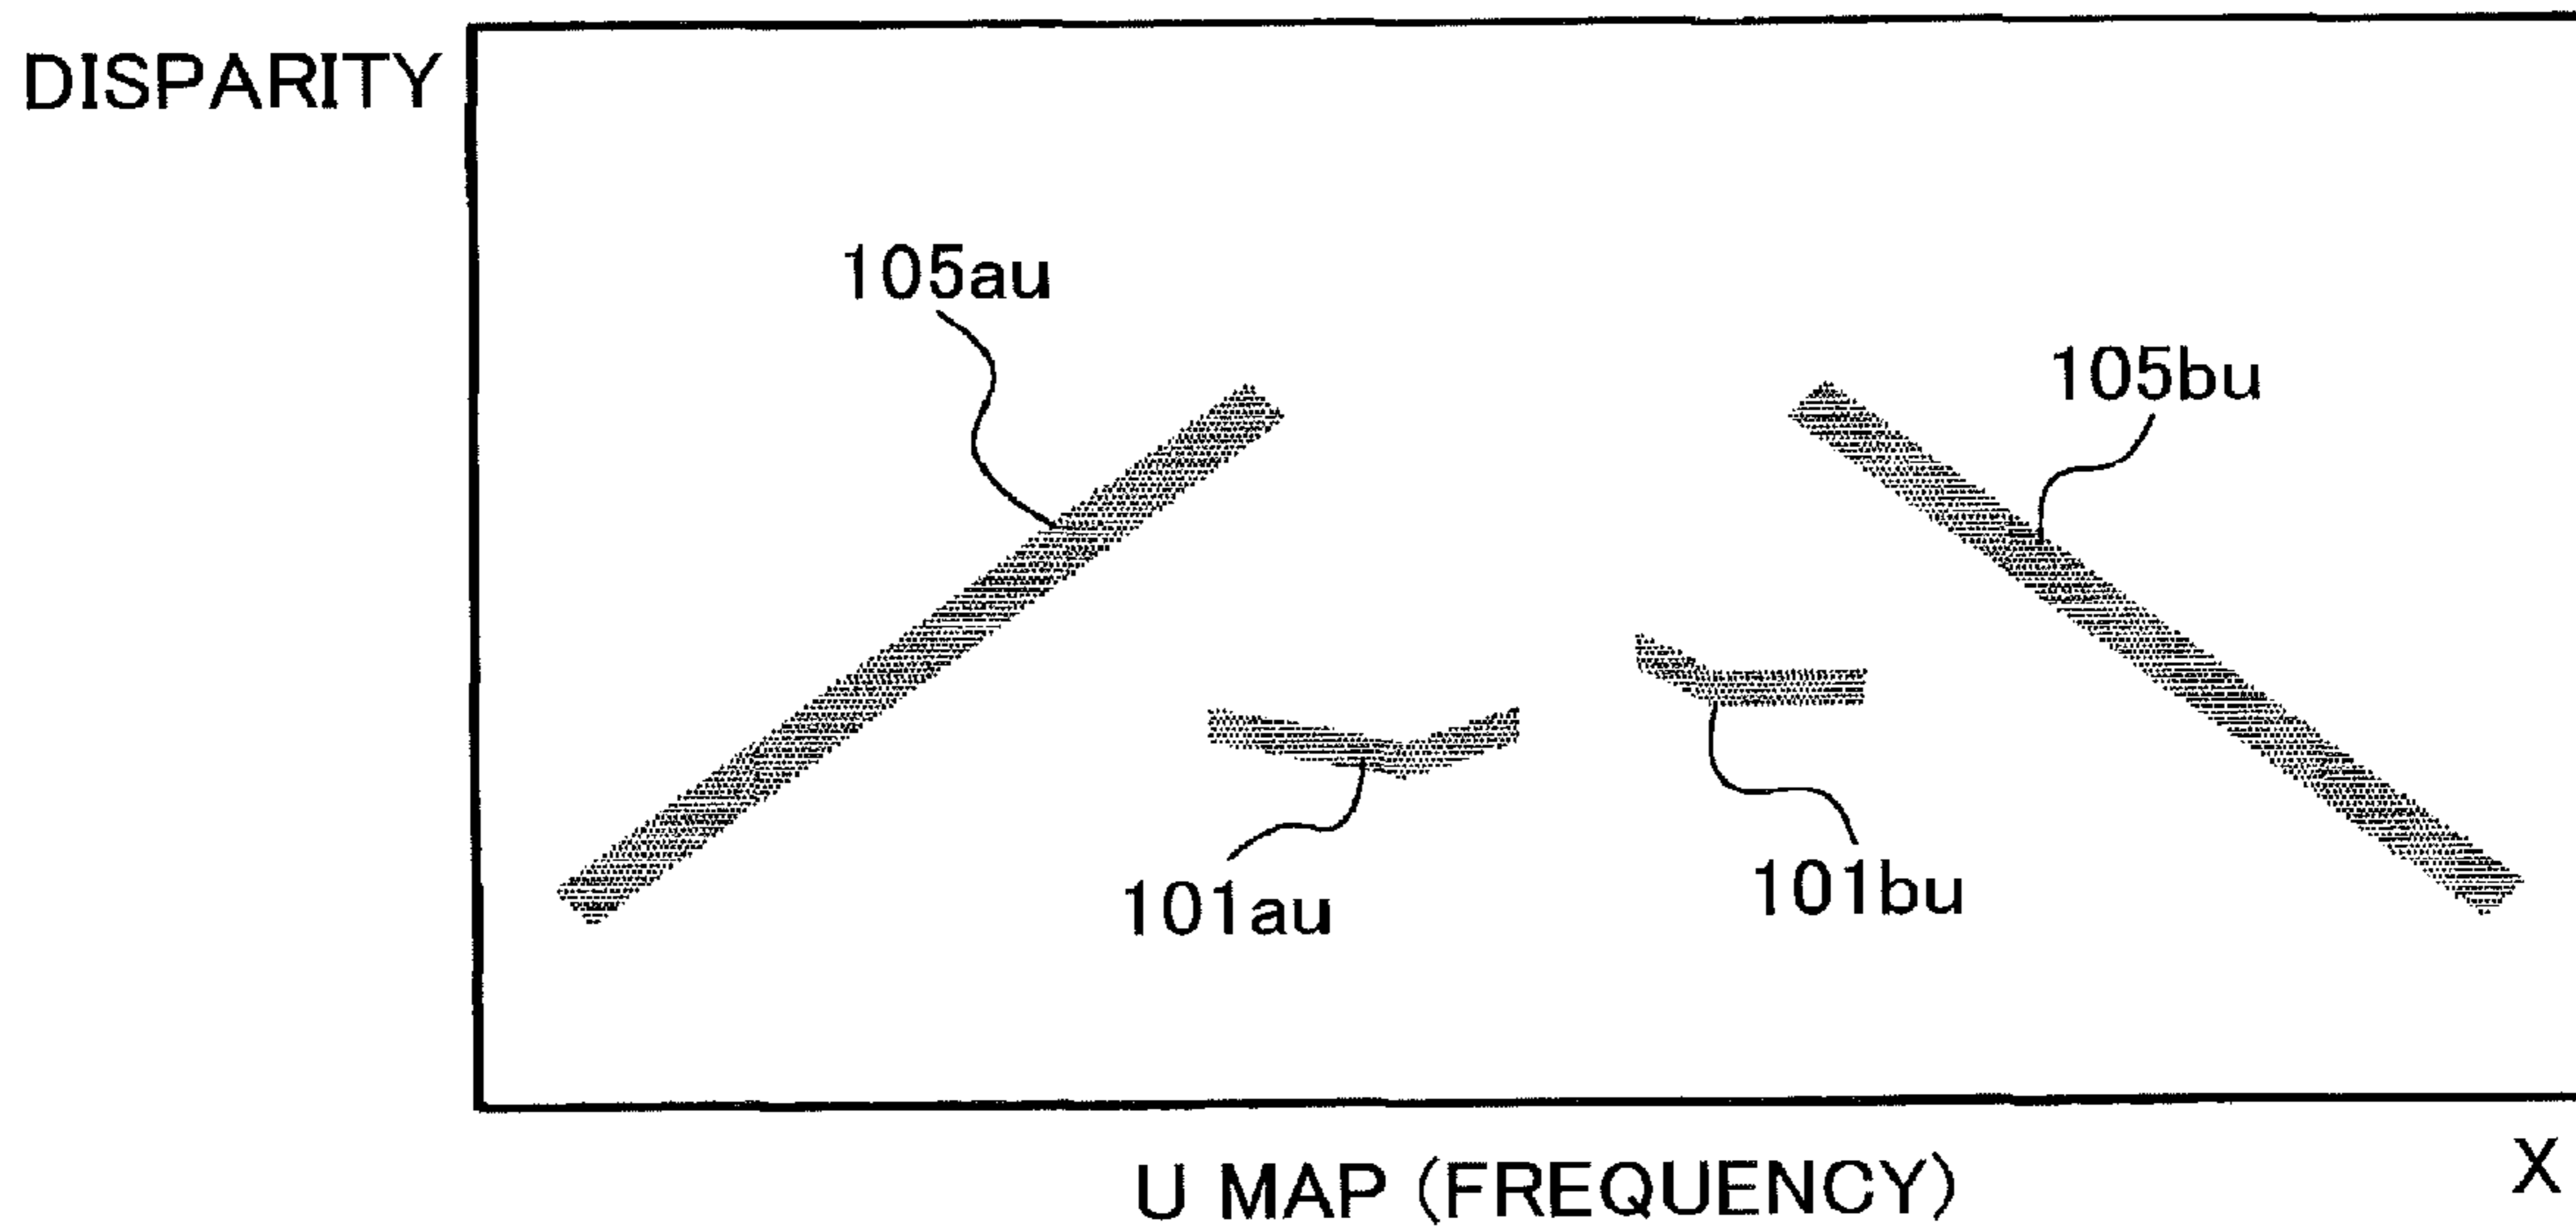 DISPARITY
105au
105bu
101au
101bu
X
U MAP (FREQUENCY)